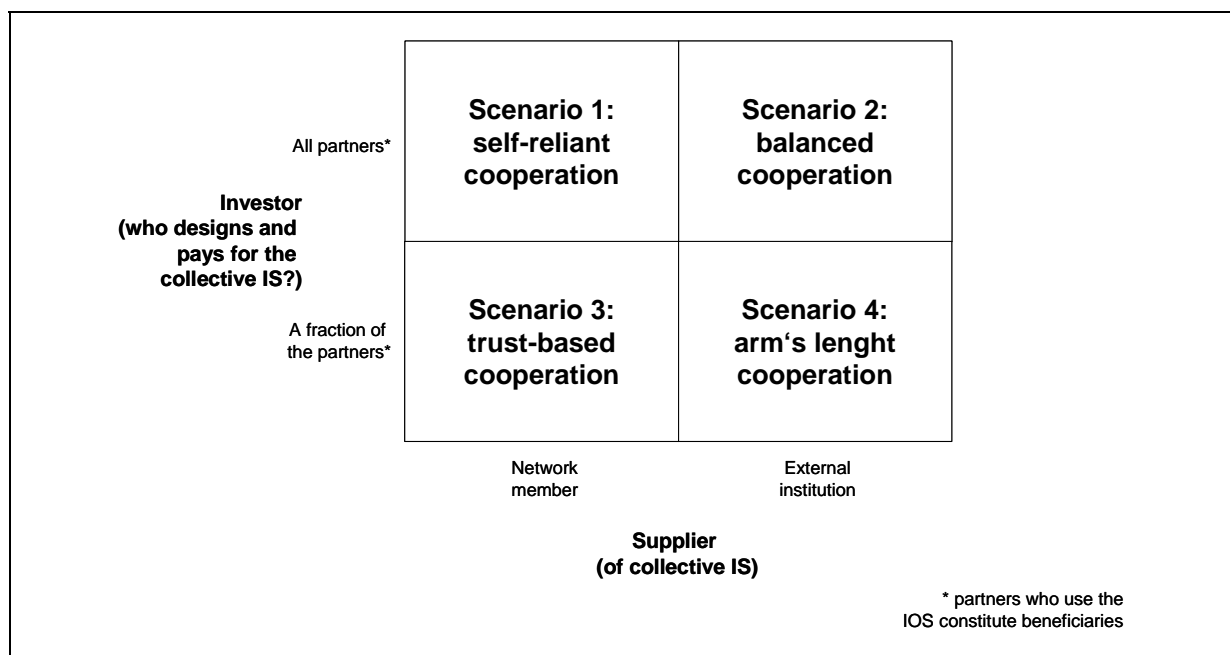 Scenario 1:
self-reliant
cooperation
Scenario 2:
balanced
cooperation
All partners*
Investor
(who designs and
pays for the
collective IS?)
A fraction of
the partners*
Scenario 3:
trust-based
cooperation
Scenario 4:
arm‘s lenght
cooperation
Network
member
External
institution
Supplier
(of collective IS)
* partners who use the
IOS constitute beneficiaries